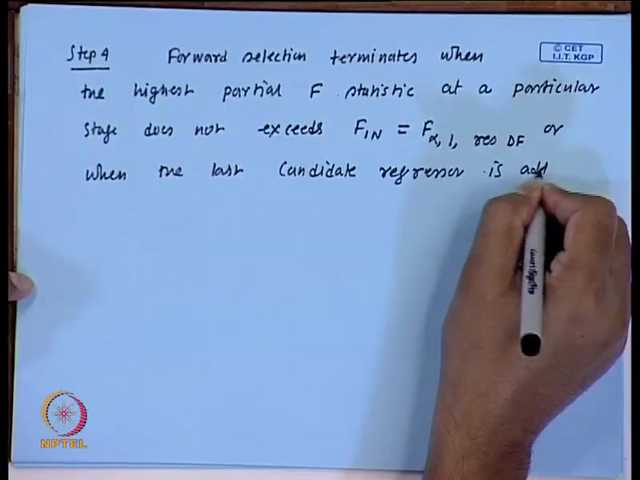 Step 4 Forward selection terminates when
the highest partial F statistic at a particular
stage does not exceeds F_IN = F_α, 1, res DF or
when the last candidate regressor is add
© CET
I.I.T. KGP
NPTEL